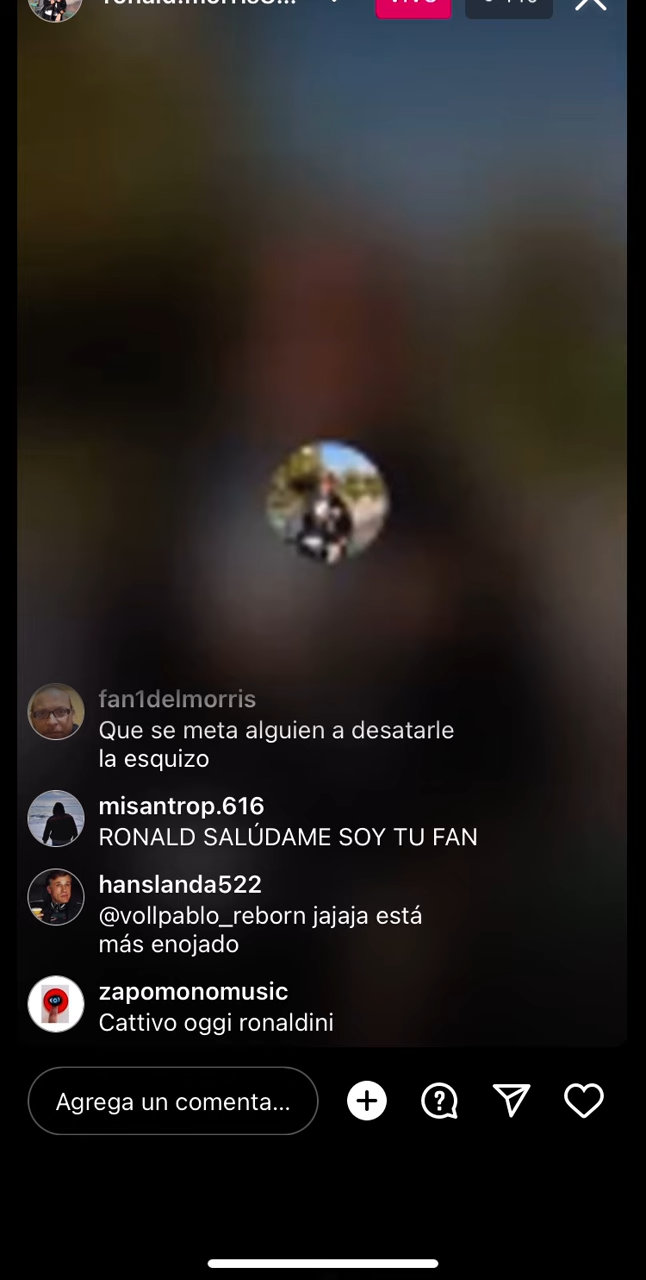 fan1delmorris
Que se meta alguien a desatarle
la esquizo
misantrop.616
RONALD SALÚDAME SOY TU FAN
hanslanda522
@vollpablo_reborn jajaja está
más enojado
zapomonomusic
Cattivo oggi ronaldini
Agrega un comenta...